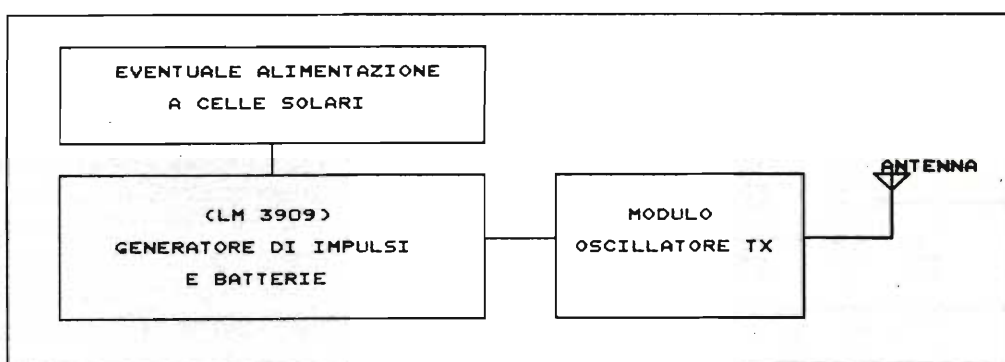 EVENTUALE ALIMENTAZIONE
A CELLE SOLARI
(LM 3909)
GENERATORE DI IMPULSI
E BATTERIE
MODULO
OSCILLATORE TX
ANTENNA